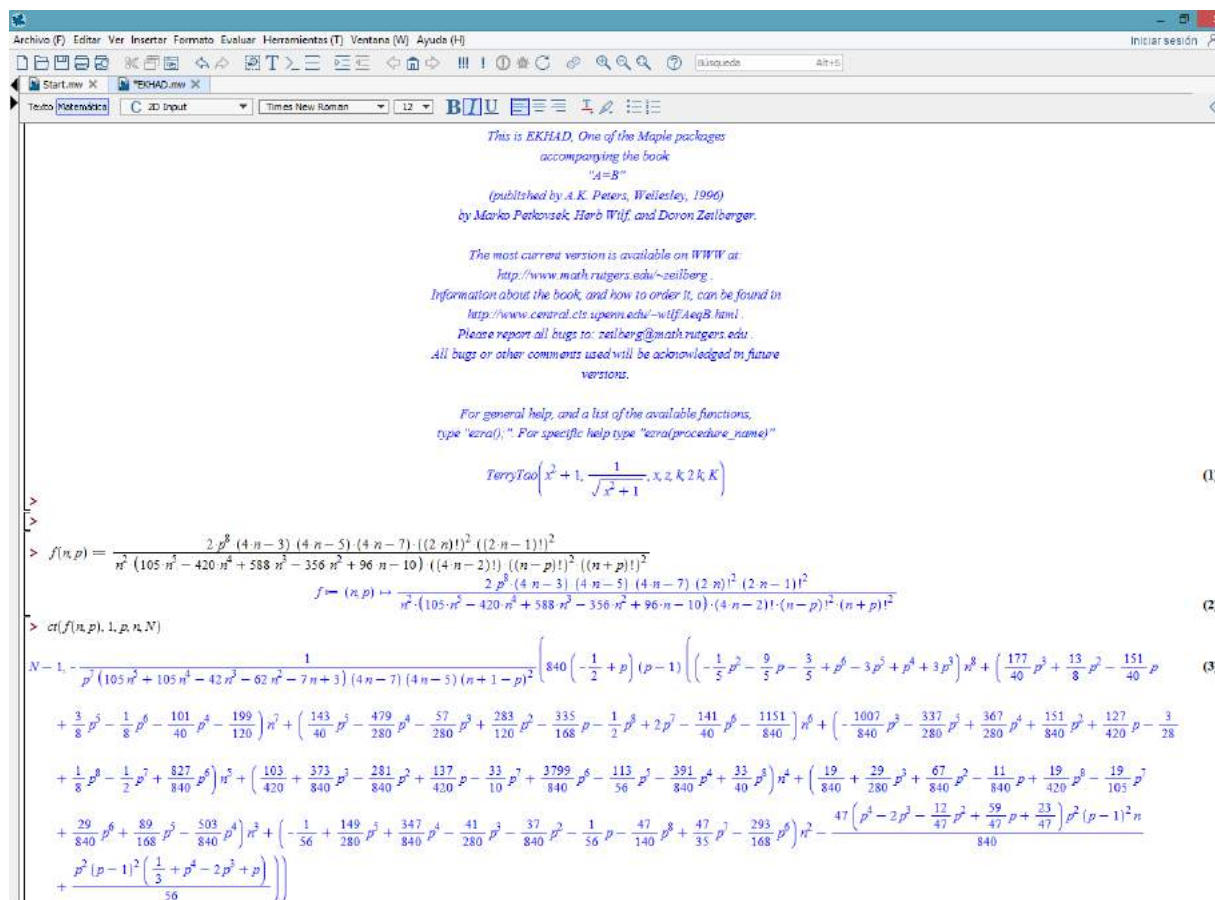 Archivo (F) Editar Ver Insertar Formato Evaluar Herramientas (T) Ventana (W) Ayuda (H) Iniciar sesión
Búsqueda Alt+S
Start.mw X *EKHAD.mw X
Texto Matemática C 2D Input Times New Roman 12 B I U
This is EKHAD, One of the Maple packages
accompanying the book
"A=B"
(published by A.K. Peters, Wellesley, 1996)
by Marko Petkovsek, Herb Wilf, and Doron Zeilberger.
The most current version is available on WWW at:
http://www.math.rutgers.edu/~zeilberg .
Information about the book, and how to order it, can be found in
http://www.central.cis.upenn.edu/~wilf/AeqB.html .
Please report all bugs to: zeilberg@math.rutgers.edu .
All bugs or other comments used will be acknowledged in future
versions.
For general help, and a list of the available functions,
type "ezra();". For specific help type "ezra(procedure_name)"
TerryTao(x^2 + 1, 1/√(x^2 + 1), x, z, k, 2 k, K) (1)
>
>
> f(n, p) := (2·p^8·(4·n−3)·(4·n−5)·(4·n−7)·((2·n)!)^2·((2·n−1)!)^2)/(n^2·(105·n^5 − 420·n^4 + 588·n^3 − 356·n^2 + 96·n − 10)·((4·n−2)!)·((n−p)!)^2·((n+p)!)^2)
f := (n, p) ↦ (2·p^8·(4·n−3)·(4·n−5)·(4·n−7)·(2·n)!^2·(2·n−1)!^2)/(n^2·(105·n^5 − 420·n^4 + 588·n^3 − 356·n^2 + 96·n − 10)·(4·n−2)!·(n−p)!^2·(n+p)!^2) (2)
> ct(f(n, p), 1, p, n, N)
N − 1, −1/(p^7 (105 n^5 + 105 n^4 − 42 n^3 − 62 n^2 − 7 n + 3) (4 n − 7) (4 n − 5) (n + 1 − p)^2) (840 (−1/2 + p) (p − 1) ((−1/5 p^2 − 9/5 p − 3/5 + p^6 − 3 p^5 + p^4 + 3 p^3) n^8 + (177/40 p^3 + 13/8 p^2 − 151/40 p (3)
+ 3/8 p^5 − 1/8 p^6 − 101/40 p^4 − 199/120) n^7 + (143/40 p^5 − 479/280 p^4 − 57/280 p^3 + 283/120 p^2 − 335/168 p − 1/2 p^8 + 2 p^7 − 141/40 p^6 − 1151/840) n^6 + (−1007/840 p^3 − 337/280 p^5 + 367/280 p^4 + 151/840 p^2 + 127/420 p − 3/28
+ 1/8 p^8 − 1/2 p^7 + 827/840 p^6) n^5 + (103/420 + 373/840 p^3 − 281/840 p^2 + 137/420 p − 33/10 p^7 + 3799/840 p^6 − 113/56 p^5 − 391/840 p^4 + 33/40 p^8) n^4 + (19/840 + 29/280 p^3 + 67/840 p^2 − 11/840 p + 19/420 p^8 − 19/105 p^7
+ 29/840 p^6 + 89/168 p^5 − 503/840 p^4) n^3 + (−1/56 + 149/280 p^5 + 347/840 p^4 − 41/280 p^3 − 37/840 p^2 − 1/56 p − 47/140 p^8 + 47/35 p^7 − 293/168 p^6) n^2 − 47 (p^4 − 2 p^3 − 12/47 p^2 + 59/47 p + 23/47) p^2 (p − 1)^2 n/840
+ p^2 (p − 1)^2 (1/3 + p^4 − 2 p^3 + p)/56))